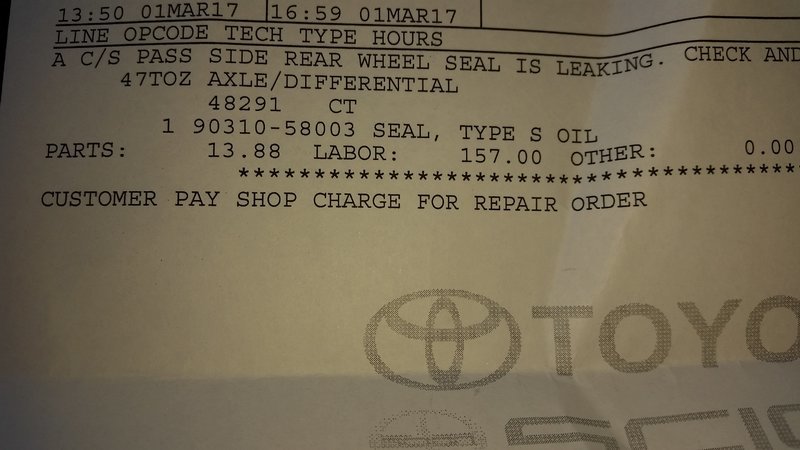 13:50 01MAR17 16:59 01MAR17
LINE OPCODE TECH TYPE HOURS
A C/S PASS SIDE REAR WHEEL SEAL IS LEAKING. CHECK AND
47TOZ AXLE/DIFFERENTIAL
48291 CT
1 90310-58003 SEAL, TYPE S OIL
PARTS: 13.88 LABOR: 157.00 OTHER: 0.00
*************************************
CUSTOMER PAY SHOP CHARGE FOR REPAIR ORDER
TOYO